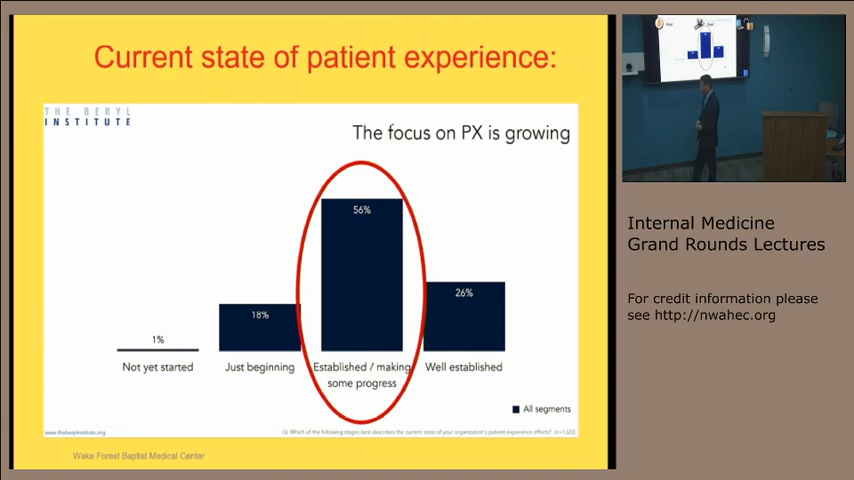 Current state of patient experience:
THE BERYL
INSTITUTE
The focus on PX is growing
56%
26%
18%
1%
Not yet started
Just beginning
Established / making
some progress
Well established
All segments
www.theberylinstitute.org
Q: Which of the following stages best describes the current state of your organization's patient experience efforts? (n=1320)
Wake Forest Baptist Medical Center
Internal Medicine
Grand Rounds Lectures
For credit information please
see http://nwahec.org